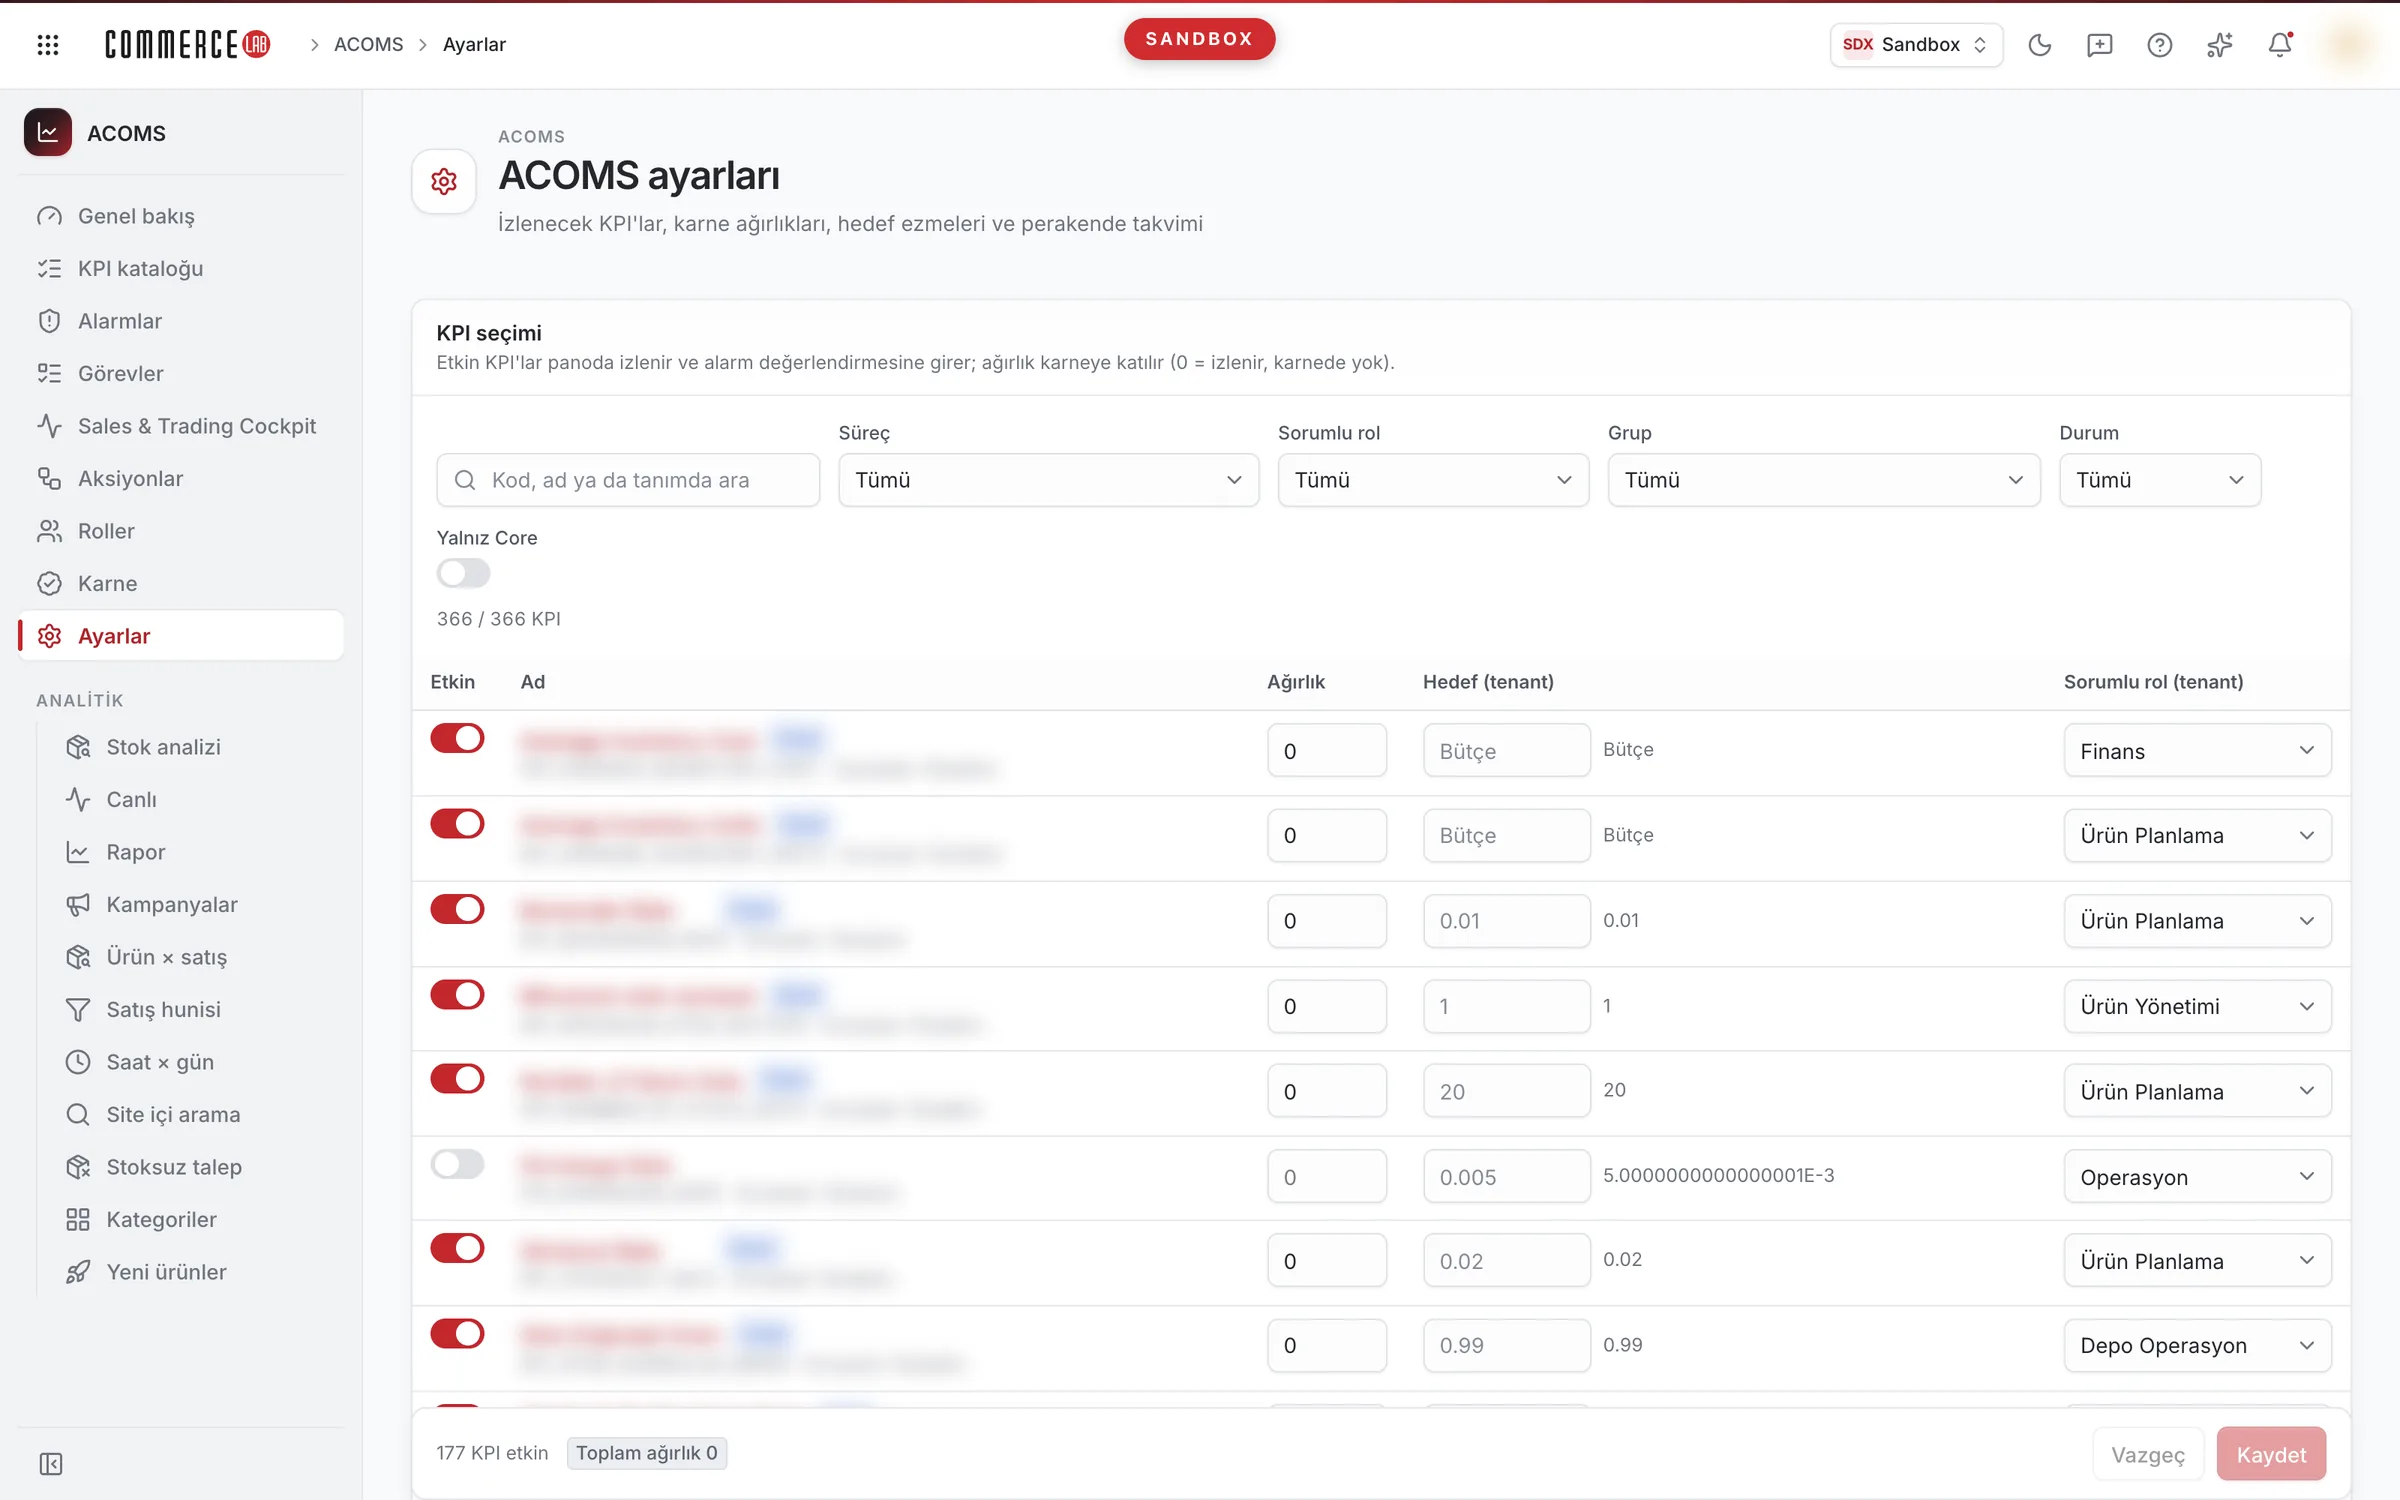 COMMERCE LAB
ACOMS
Ayarlar
SANDBOX
SDX Sandbox
ACOMS
Genel bakış
KPI kataloğu
Alarmlar
Görevler
Sales & Trading Cockpit
Aksiyonlar
Roller
Karne
Ayarlar
ANALİTİK
Stok analizi
Canlı
Rapor
Kampanyalar
Ürün × satış
Satış hunisi
Saat × gün
Site içi arama
Stoksuz talep
Kategoriler
Yeni ürünler
ACOMS
ACOMS ayarları
İzlenecek KPI'lar, karne ağırlıkları, hedef ezmeleri ve perakende takvimi
KPI seçimi
Etkin KPI'lar panoda izlenir ve alarm değerlendirmesine girer; ağırlık karneye katılır (0 = izlenir, karnede yok).
Süreç Sorumlu rol Grup Durum
Kod, ad ya da tanımda ara Tümü Tümü Tümü Tümü
Yalnız Core
366 / 366 KPI
Etkin Ad Ağırlık Hedef (tenant) Sorumlu rol (tenant)
0 Bütçe Bütçe Finans
0 Bütçe Bütçe Ürün Planlama
0 0.01 0.01 Ürün Planlama
0 1 1 Ürün Yönetimi
0 20 20 Ürün Planlama
0 0.005 5.0000000000000001E-3 Operasyon
0 0.02 0.02 Ürün Planlama
0 0.99 0.99 Depo Operasyon
177 KPI etkin Toplam ağırlık 0 Vazgeç Kaydet